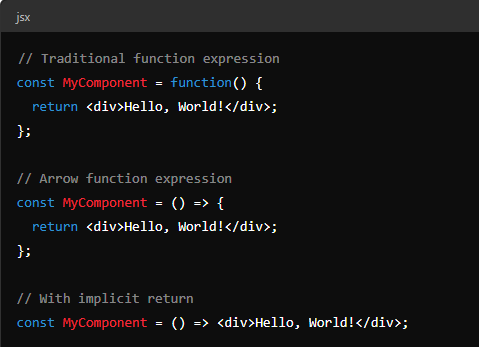 jsx
// Traditional function expression
const MyComponent = function() {
  return <div>Hello, World!</div>;
};
// Arrow function expression
const MyComponent = () => {
  return <div>Hello, World!</div>;
};
// With implicit return
const MyComponent = () => <div>Hello, World!</div>;